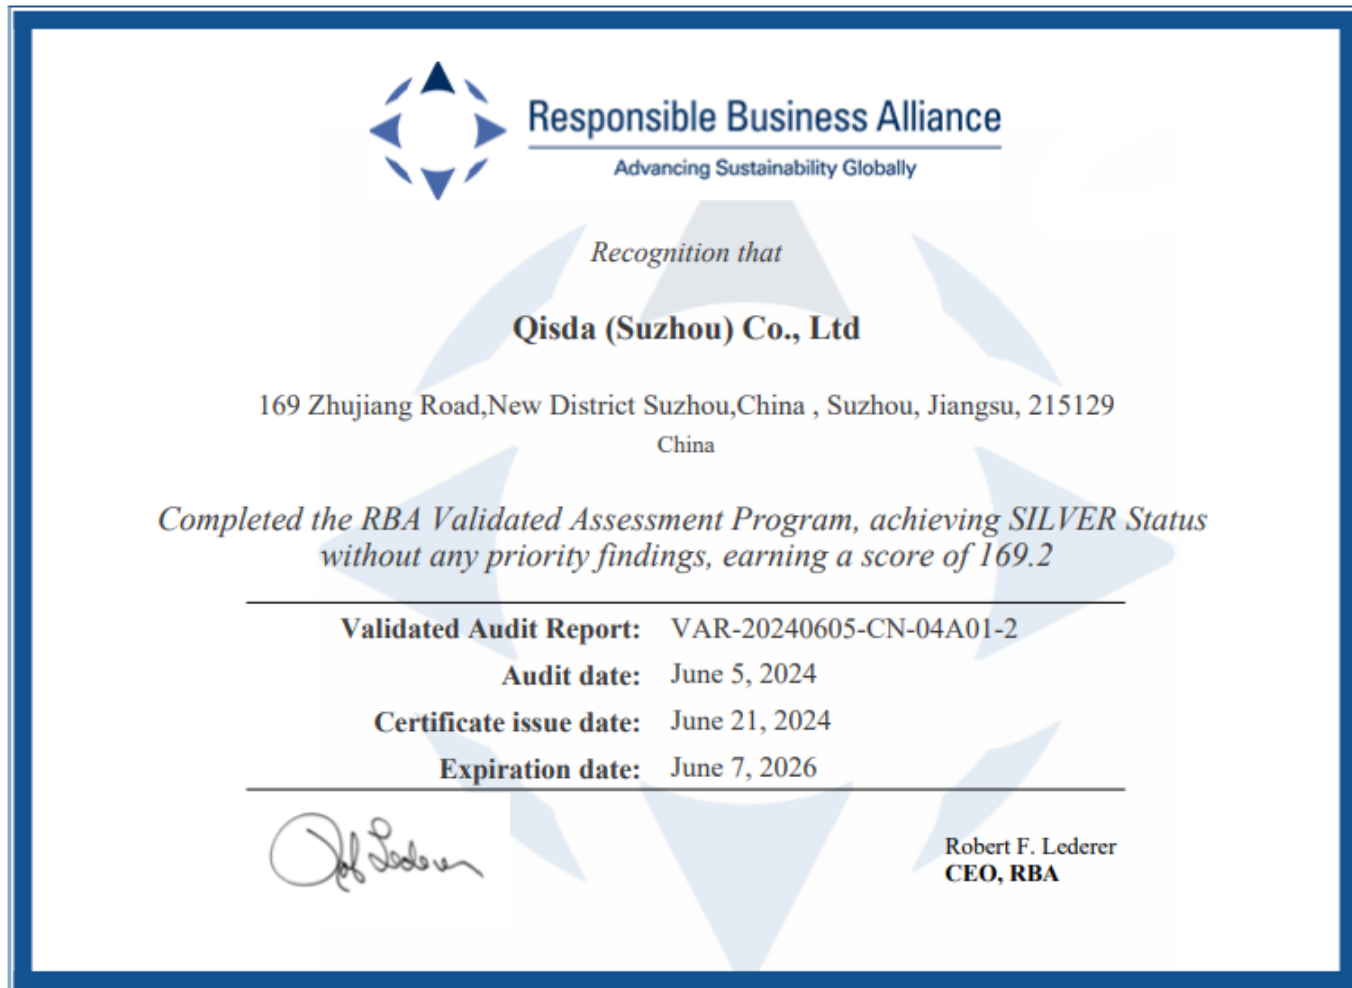 Responsible Business Alliance
Advancing Sustainability Globally
Recognition that
Qisda (Suzhou) Co., Ltd
169 Zhujiang Road,New District Suzhou,China , Suzhou, Jiangsu, 215129
China
Completed the RBA Validated Assessment Program, achieving SILVER Status
without any priority findings, earning a score of 169.2
Validated Audit Report: VAR-20240605-CN-04A01-2
Audit date: June 5, 2024
Certificate issue date: June 21, 2024
Expiration date: June 7, 2026
Rob Lederer
Robert F. Lederer
CEO, RBA